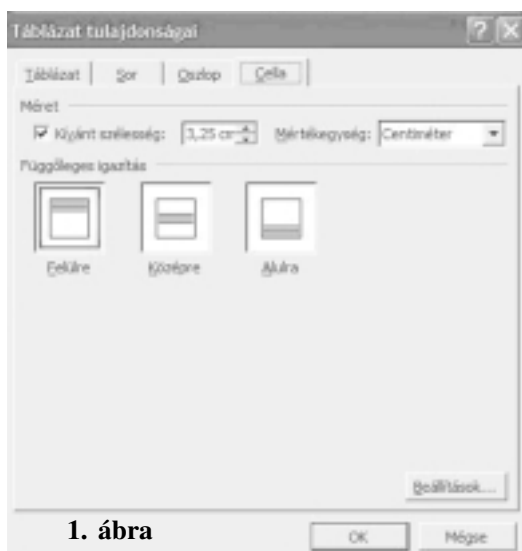 Táblázat tulajdonságai
Táblázat Sor Oszlop Cella
Méret
Kívánt szélesség: 3,25 cm Mértékegység: Centiméter
Függőleges igazítás
Felülre Középre Alulra
Beállítások...
1. ábra OK Mégse